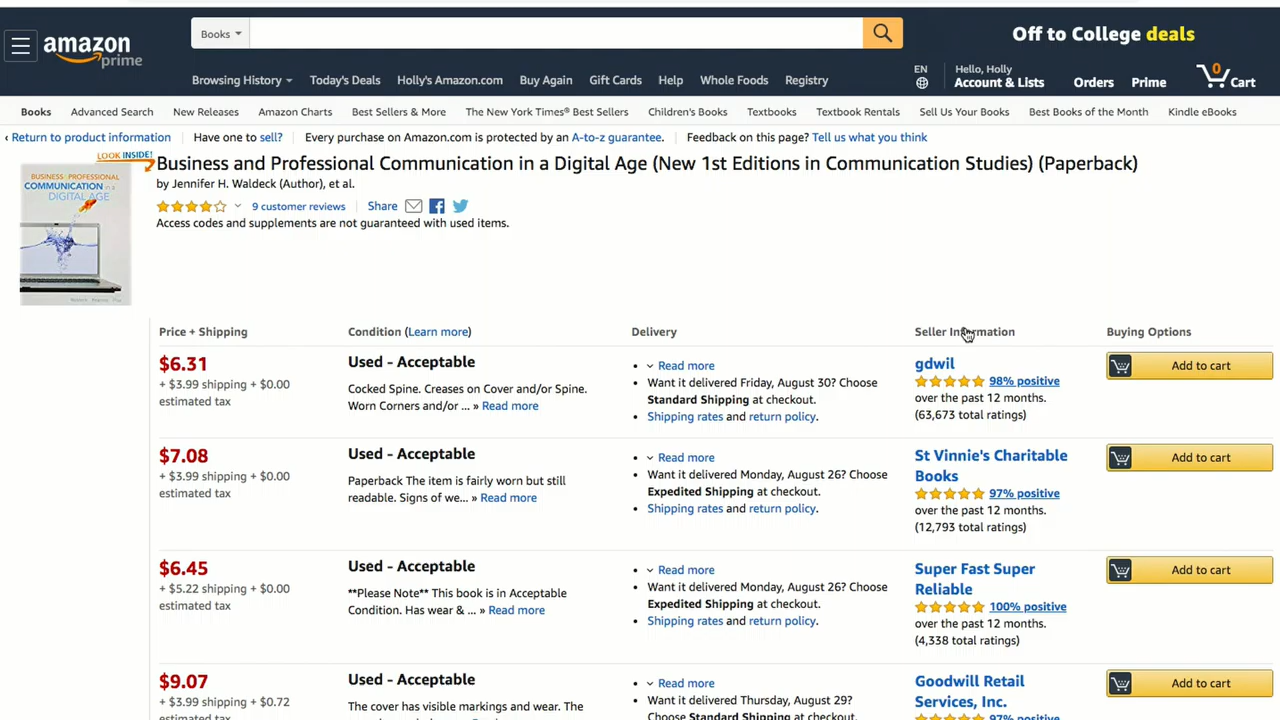 Books
Off to College deals
amazon
prime
EN
Hello, Holly
Account & Lists
Orders
Prime
0
Cart
Browsing History
Today's Deals
Holly's Amazon.com
Buy Again
Gift Cards
Help
Whole Foods
Registry
Books
Advanced Search
New Releases
Amazon Charts
Best Sellers & More
The New York Times® Best Sellers
Children's Books
Textbooks
Textbook Rentals
Sell Us Your Books
Best Books of the Month
Kindle eBooks
‹ Return to product information
Have one to sell?
Every purchase on Amazon.com is protected by an A-to-z guarantee.
Feedback on this page? Tell us what you think
LOOK INSIDE!
BUSINESS & PROFESSIONAL
COMMUNICATION in a
DIGITAL AGE
Business and Professional Communication in a Digital Age (New 1st Editions in Communication Studies) (Paperback)
by Jennifer H. Waldeck (Author), et al.
9 customer reviews
Share
Access codes and supplements are not guaranteed with used items.
Price + Shipping
Condition (Learn more)
Delivery
Seller Information
Buying Options
$6.31
+ $3.99 shipping + $0.00
estimated tax
Used - Acceptable
Cocked Spine. Creases on Cover and/or Spine.
Worn Corners and/or ... » Read more
Read more
Want it delivered Friday, August 30? Choose
Standard Shipping at checkout.
Shipping rates and return policy.
gdwil
98% positive
over the past 12 months.
(63,673 total ratings)
Add to cart
$7.08
+ $3.99 shipping + $0.00
estimated tax
Used - Acceptable
Paperback The item is fairly worn but still
readable. Signs of we... » Read more
Read more
Want it delivered Monday, August 26? Choose
Expedited Shipping at checkout.
Shipping rates and return policy.
St Vinnie's Charitable
Books
97% positive
over the past 12 months.
(12,793 total ratings)
Add to cart
$6.45
+ $5.22 shipping + $0.00
estimated tax
Used - Acceptable
**Please Note** This book is in Acceptable
Condition. Has wear & ... » Read more
Read more
Want it delivered Monday, August 26? Choose
Expedited Shipping at checkout.
Shipping rates and return policy.
Super Fast Super
Reliable
100% positive
over the past 12 months.
(4,338 total ratings)
Add to cart
$9.07
+ $3.99 shipping + $0.72
estimated tax
Used - Acceptable
The cover has visible markings and wear. The
Read more
Want it delivered Thursday, August 29?
Choose Standard Shipping at checkout.
Goodwill Retail
Services, Inc.
97% positive
Add to cart